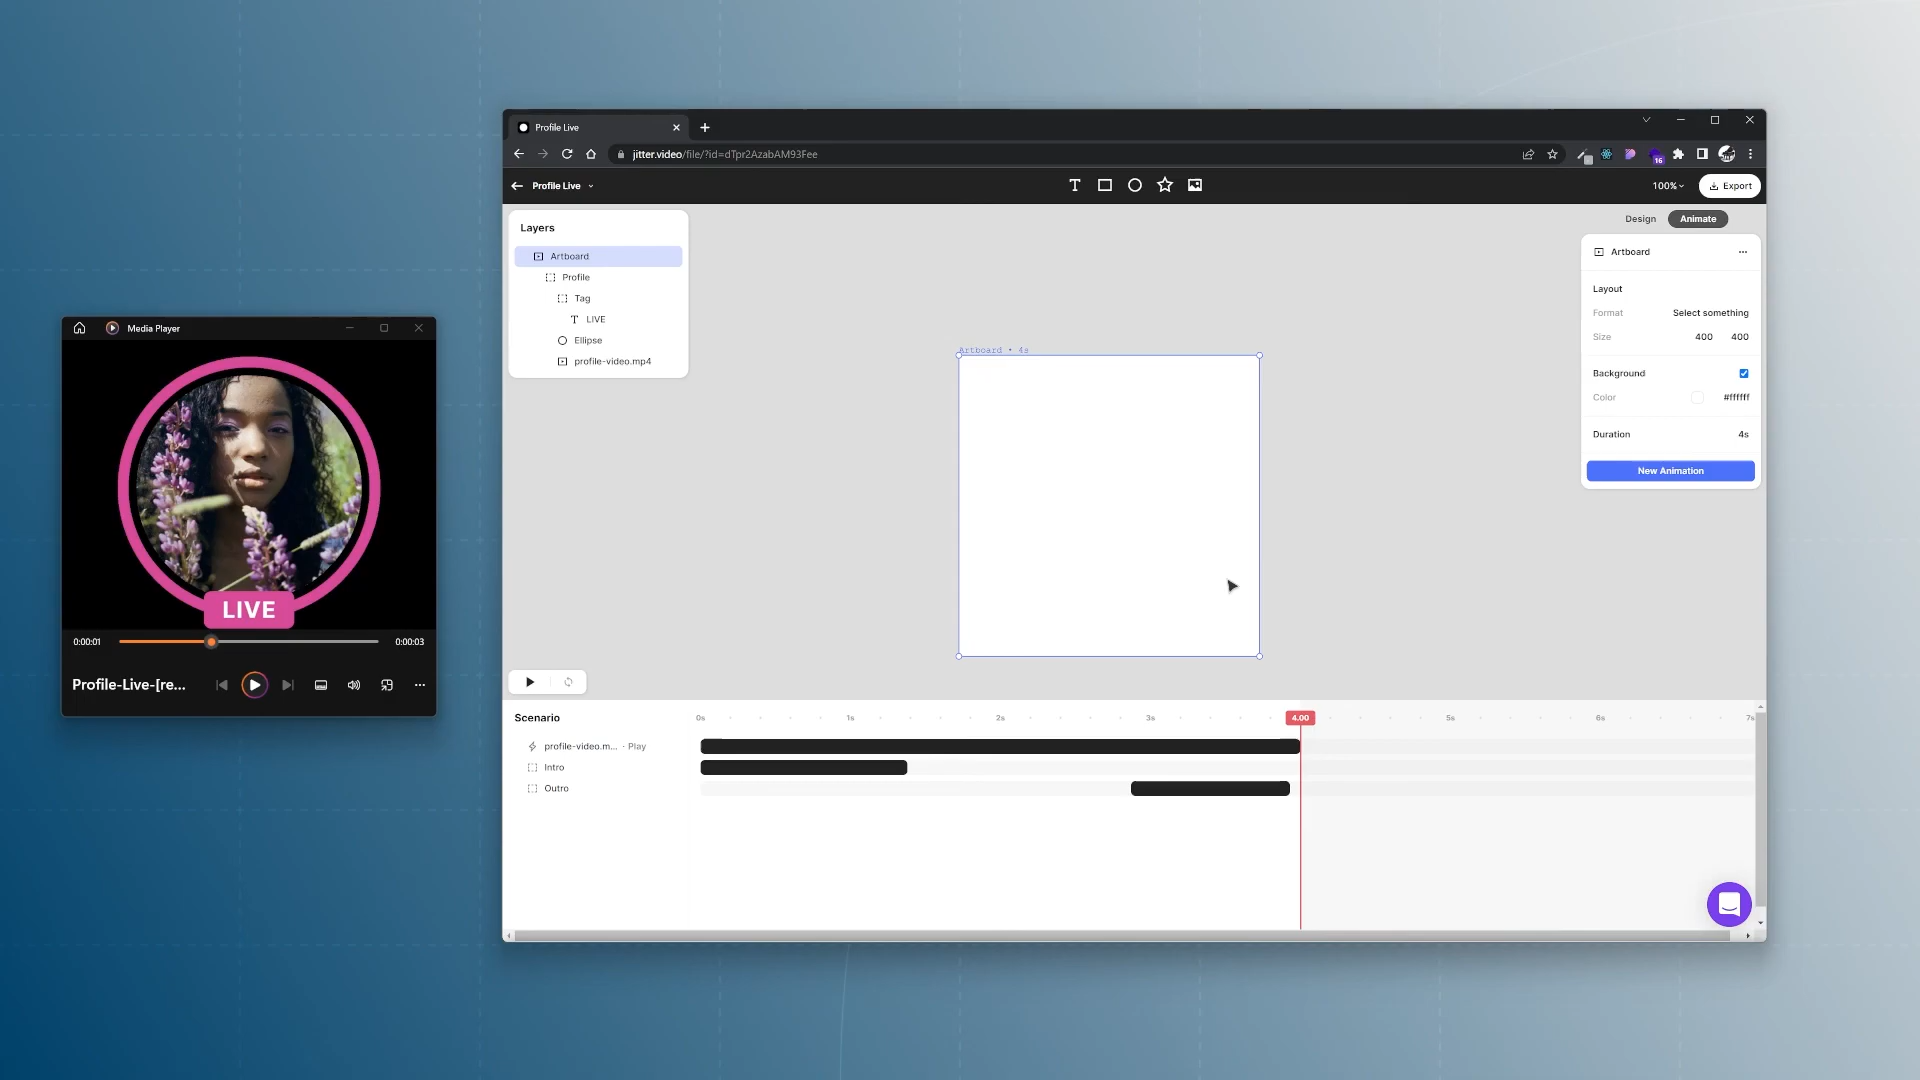 Media Player
LIVE
0:00:01
0:00:03
Profile-Live-[re...
Profile Live
jitter.video/file/?id=dTpr2AzabAM93Fee
16
Profile Live
100%
Export
Layers
Artboard
Profile
Tag
LIVE
Ellipse
profile-video.mp4
Artboard • 4s
Design
Animate
Artboard
Layout
Format Select something
Size 400 400
Background
Color #ffffff
Duration 4s
New Animation
Scenario
0s 1s 2s 3s 4.00 5s 6s 7s
profile-video.m... · Play
Intro
Outro